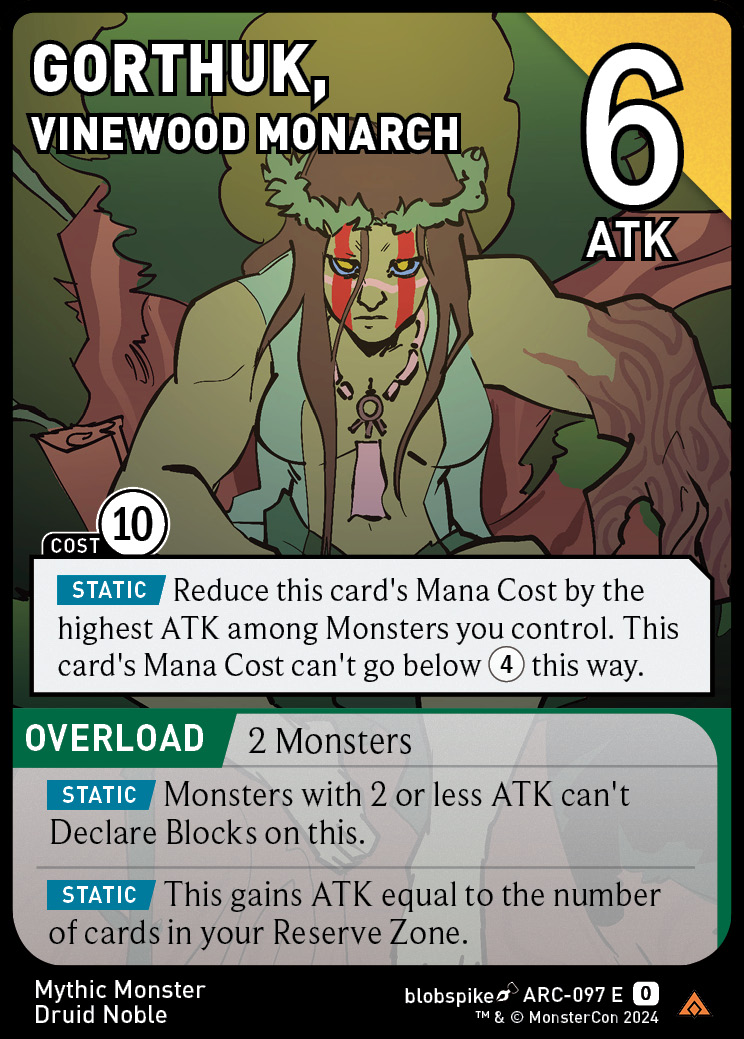 GORTHUK,
VINEWOOD MONARCH
6
ATK
COST 10
STATIC Reduce this card's Mana Cost by the
highest ATK among Monsters you control. This
card's Mana Cost can't go below 4 this way.
OVERLOAD 2 Monsters
STATIC Monsters with 2 or less ATK can't
Declare Blocks on this.
STATIC This gains ATK equal to the number
of cards in your Reserve Zone.
Mythic Monster
Druid Noble
blobspike ARC-097 E 0
™ & © MonsterCon 2024